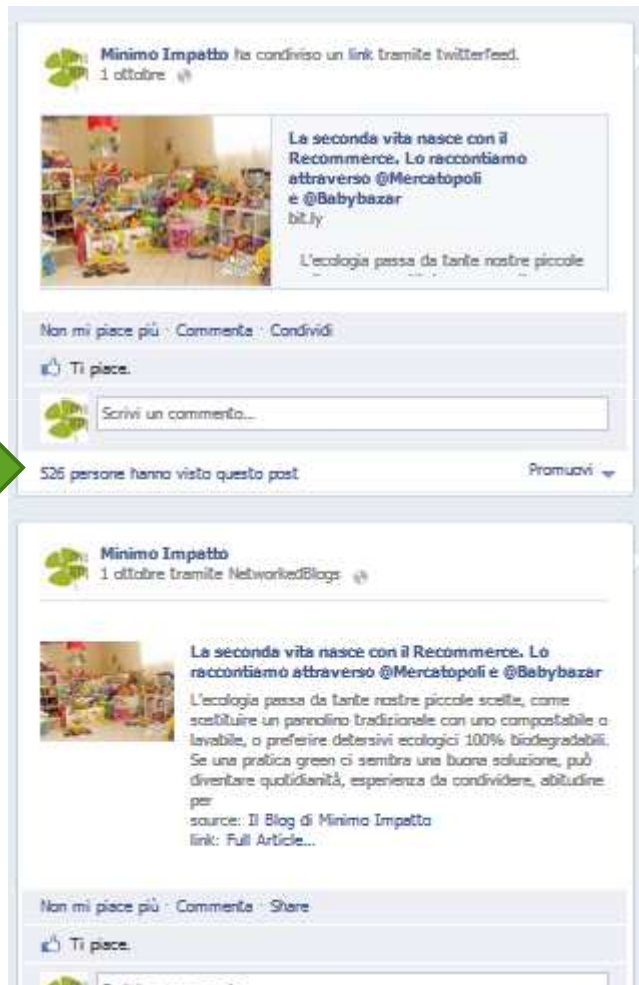 Minimo Impatto ha condiviso un link tramite twitterfeed.
1 ottobre
La seconda vita nasce con il
Recommerce. Lo raccontiamo
attraverso @Mercatopoli
e @Babybazar
bit.ly
L'ecologia passa da tante nostre piccole
Non mi piace più · Commenta · Condividi
Ti piace.
Scrivi un commento...
526 persone hanno visto questo post
Promuovi
Minimo Impatto
1 ottobre tramite NetworkedBlogs
La seconda vita nasce con il Recommerce. Lo
raccontiamo attraverso @Mercatopoli e @Babybazar
L'ecologia passa da tante nostre piccole scelte, come
sostituire un pannolino tradizionale con uno compostabile o
lavabile, o preferire detersivi ecologici 100% biodegradabili.
Se una pratica green ci sembra una buona soluzione, può
diventare quotidianità, esperienza da condividere, abitudine
per
source: Il Blog di Minimo Impatto
link: Full Article...
Non mi piace più · Commenta · Share
Ti piace.